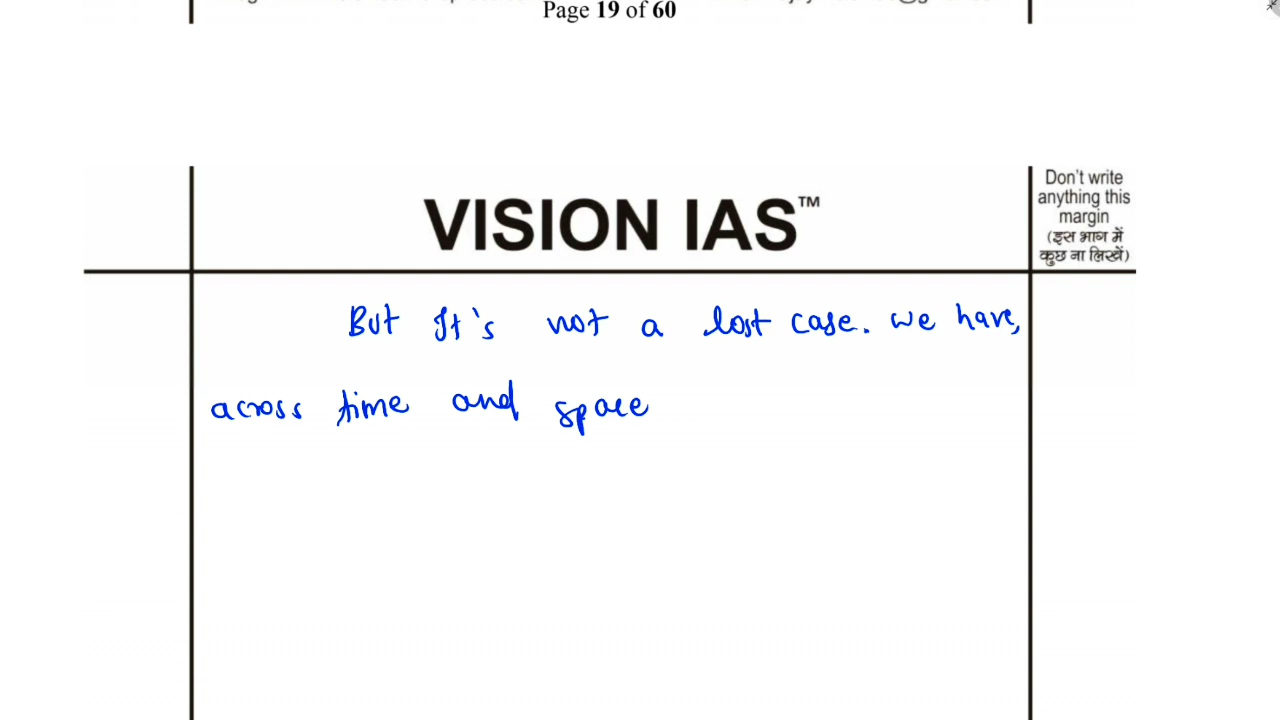 Page 19 of 60
VISION IAS™
Don't write
anything this
margin
(इस भाग में
कुछ ना लिखें)
But It's not a lost case. We have,
across time and space